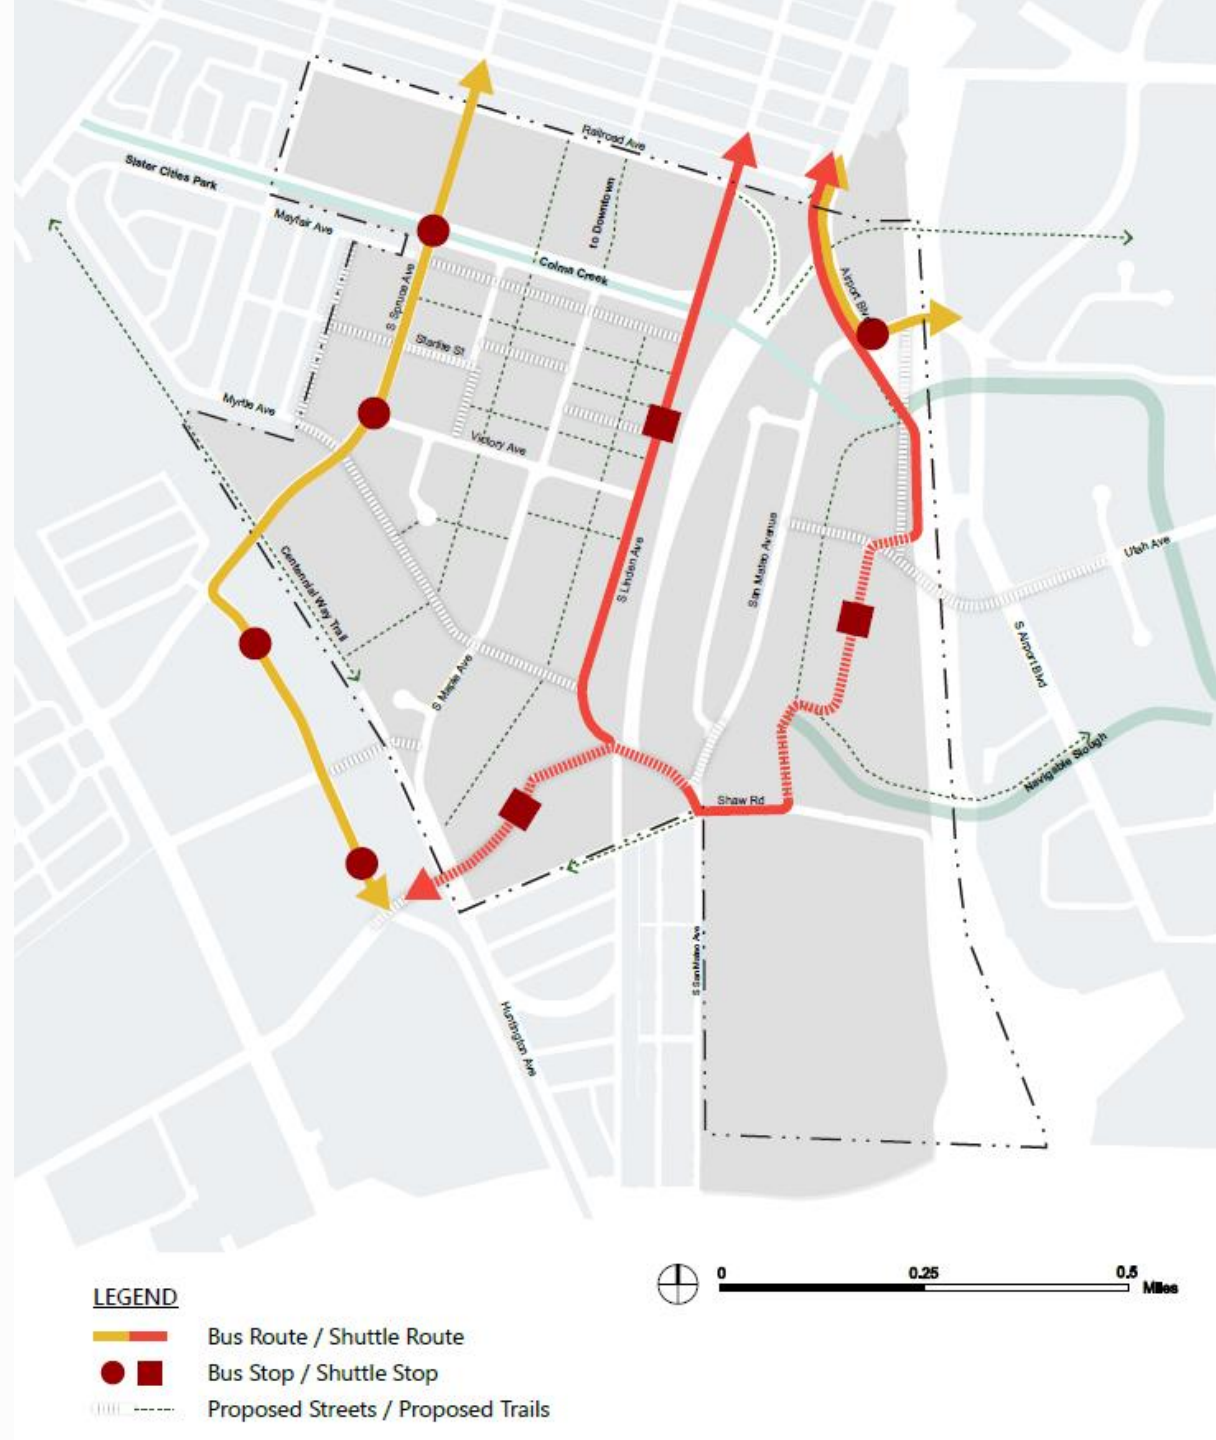 Railroad Ave
Sister Cities Park
to Downtown
Mayfair Ave
Colma Creek
S Spruce Ave
Airport Blv
Starlite St
Myrtle Ave
Victory Ave
San Mateo Avenue
S Linden Ave
Utah Ave
Centennial Way Trail
S Airport Blvd
S Maple Ave
Navigable Slough
Shaw Rd
S San Mateo Ave
Huntington Ave
0 0.25 0.5
Miles
LEGEND
Bus Route / Shuttle Route
Bus Stop / Shuttle Stop
Proposed Streets / Proposed Trails